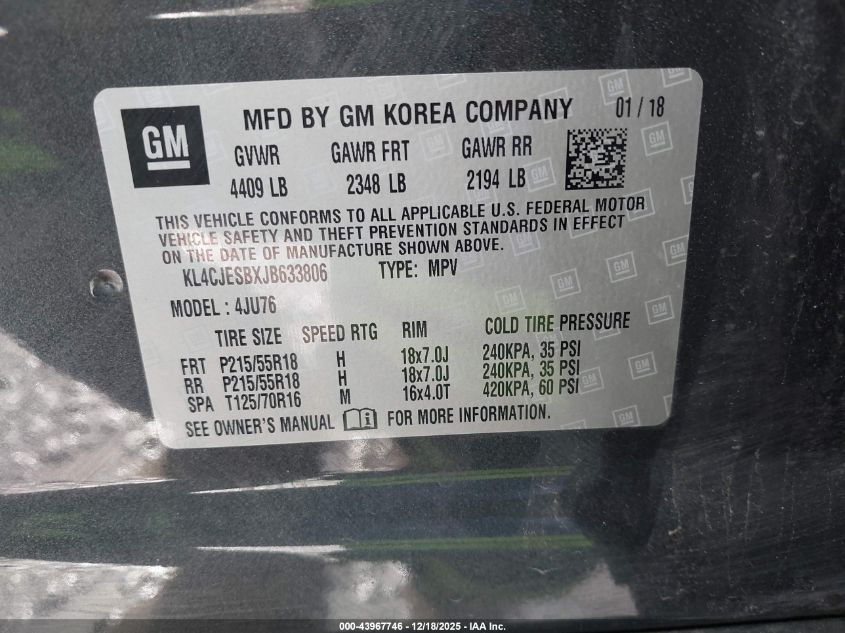 GM
MFD BY GM KOREA COMPANY 01 / 18
GVWR GAWR FRT GAWR RR
4409 LB 2348 LB 2194 LB
THIS VEHICLE CONFORMS TO ALL APPLICABLE U.S. FEDERAL MOTOR
VEHICLE SAFETY AND THEFT PREVENTION STANDARDS IN EFFECT
ON THE DATE OF MANUFACTURE SHOWN ABOVE.
KL4CJESBXJB633806 TYPE: MPV
MODEL : 4JU76
TIRE SIZE SPEED RTG RIM COLD TIRE PRESSURE
FRT P215/55R18 H 18x7.0J 240KPA, 35 PSI
RR P215/55R18 H 18x7.0J 240KPA, 35 PSI
SPA T125/70R16 M 16x4.0T 420KPA, 60 PSI
SEE OWNER'S MANUAL i FOR MORE INFORMATION.
000-43967746 - 12/18/2025 - IAA Inc.